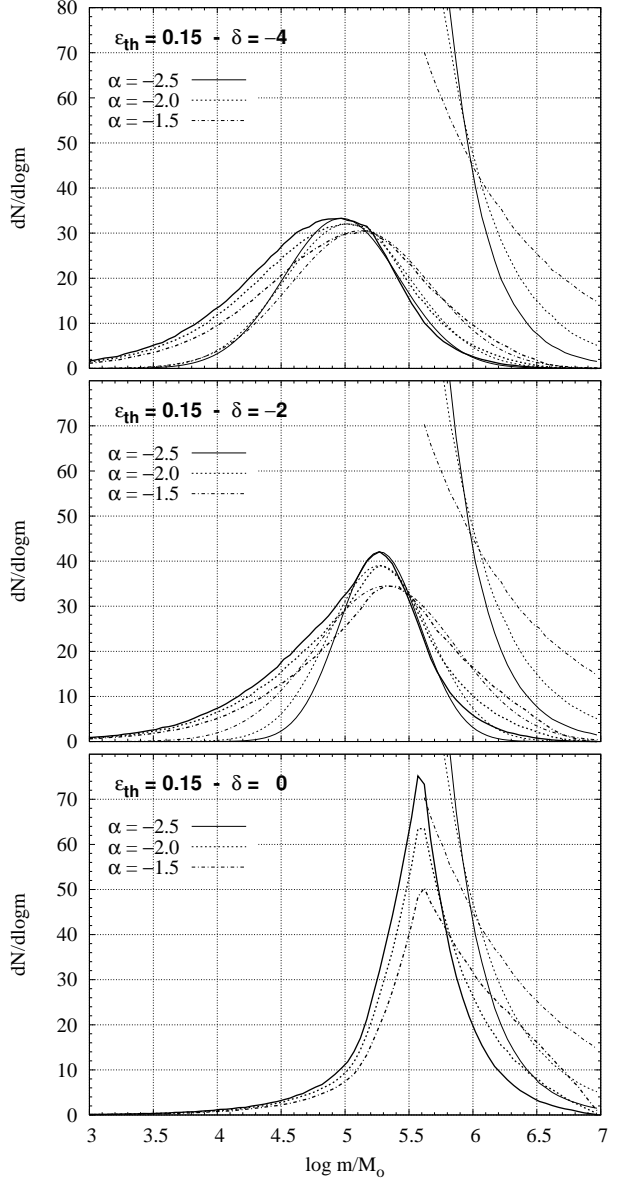 80
ε_th = 0.15 - δ = −4
70
α = −2.5
60
α = −2.0
α = −1.5
50
dN/dlogm
40
30
20
10
0
ε_th = 0.15 - δ = −2
70
α = −2.5
60
α = −2.0
α = −1.5
50
dN/dlogm
40
30
20
10
0
ε_th = 0.15 - δ = 0
70
α = −2.5
60
α = −2.0
α = −1.5
50
dN/dlogm
40
30
20
10
0
3 3.5 4 4.5 5 5.5 6 6.5 7
log m/M_o